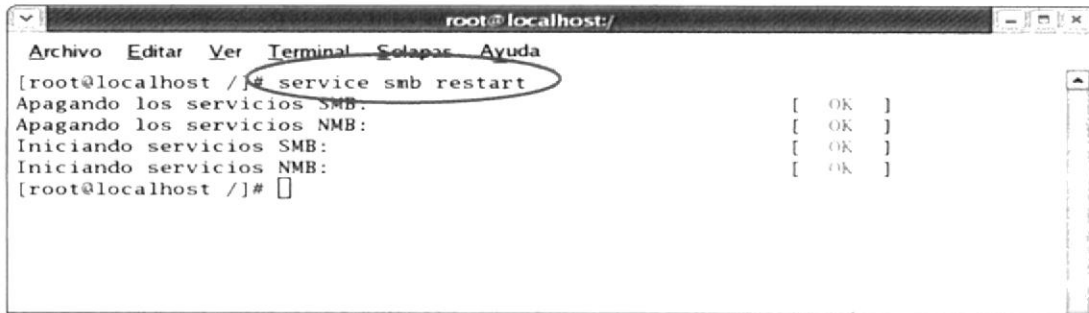 root@localhost:/
Archivo Editar Ver Terminal Solapas Ayuda
[root@localhost /]# service smb restart
Apagando los servicios SMB: [ OK ]
Apagando los servicios NMB: [ OK ]
Iniciando servicios SMB: [ OK ]
Iniciando servicios NMB: [ OK ]
[root@localhost /]#